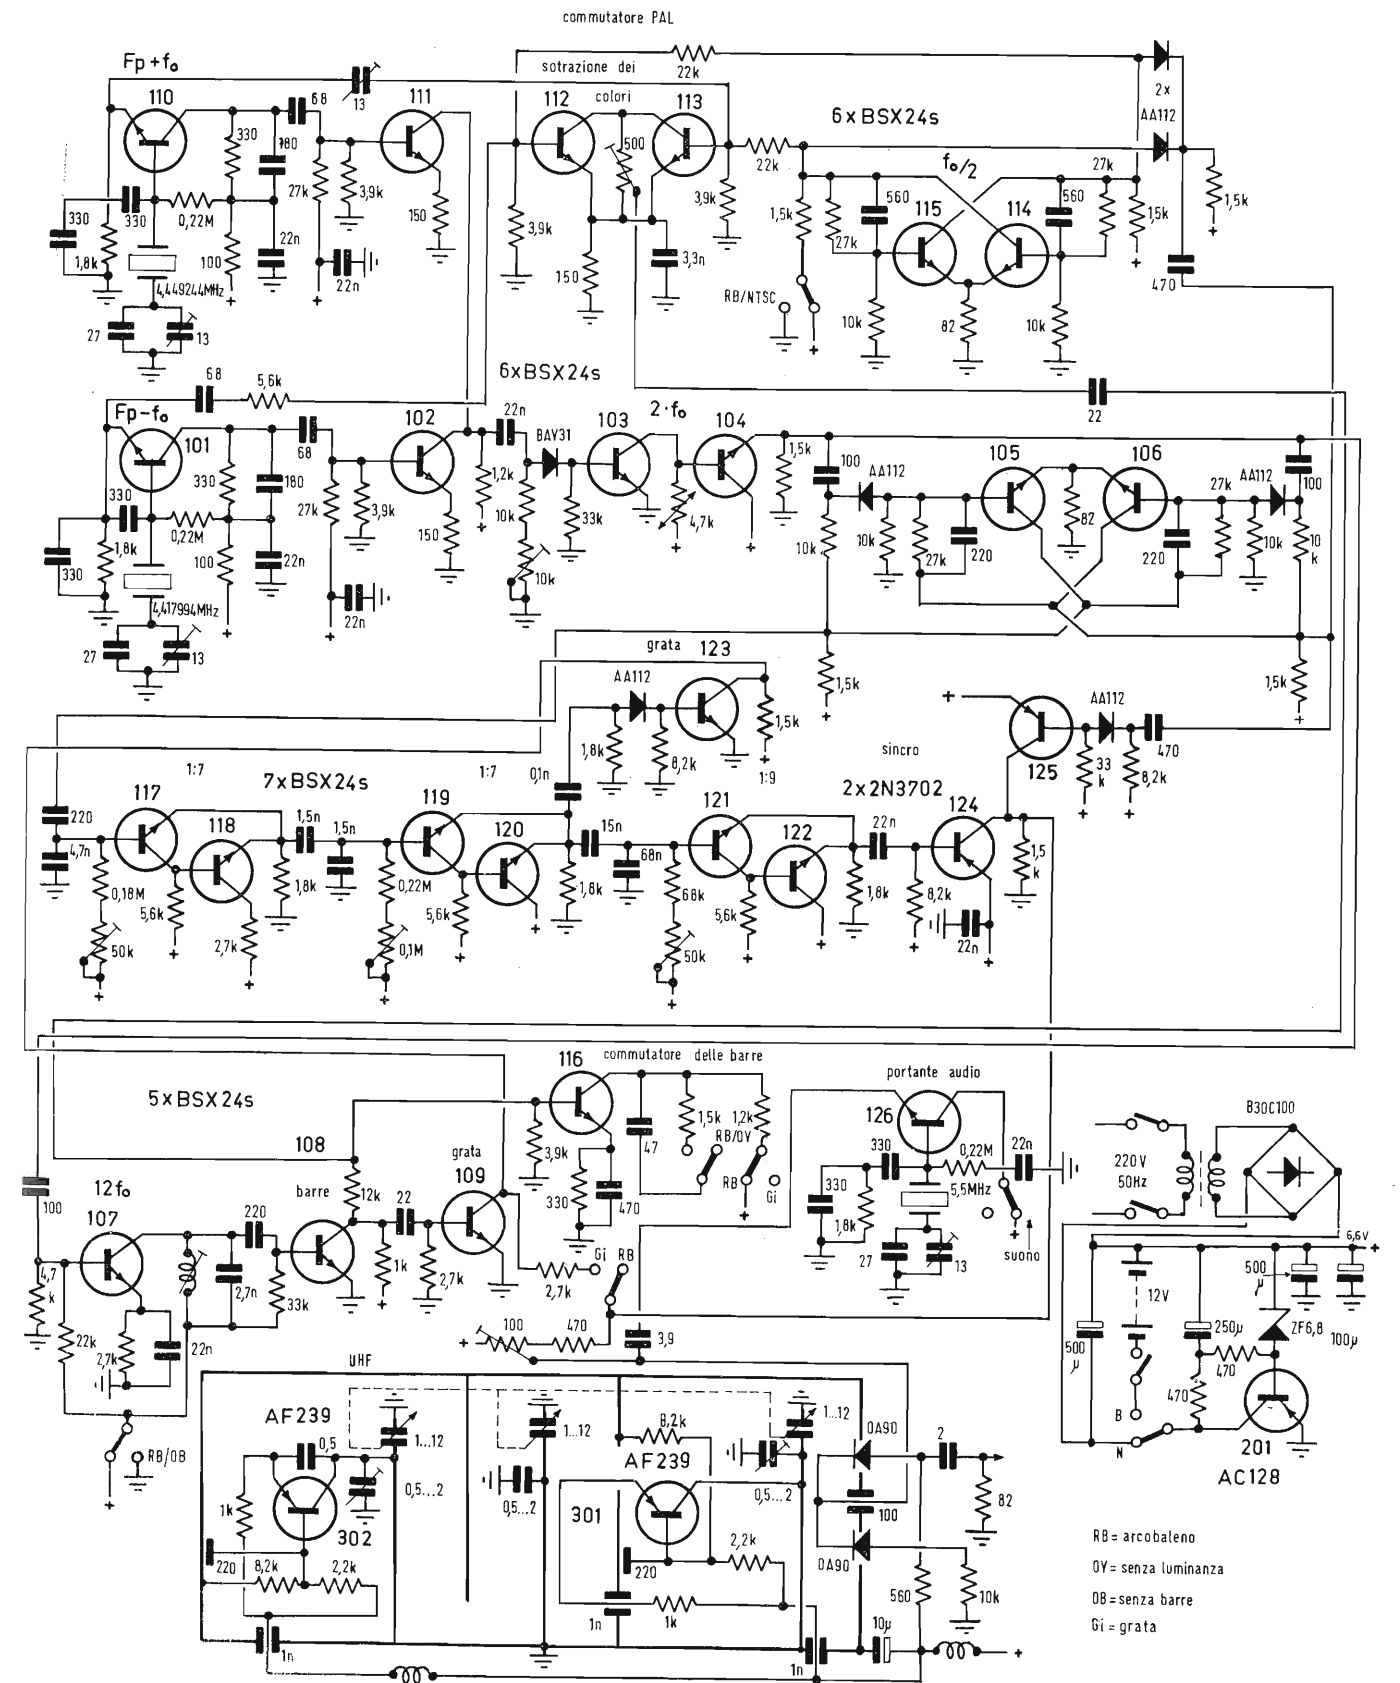 commutatore PAL
Fp+f₀
sotrazione dei
colori
22k
2x
AA112
110
68
13
111
112
113
6xBSX24s
330
180
500
22k
f₀/2
27k
27k
3,9k
560
560
1,5k
1,5k
1,5k
330
330
0,22M
150
3,9k
3,9k
115
114
27k
1,8k
100
22n
22n
150
3,3n
470
4,449244MHz
RB/NTSC
10k
82
10k
27
13
68
5,6k
6xBSX24s
22
Fp-f₀
101
68
102
22n
BAV31
103
2·f₀
104
1,5k
100
AA112
105
106
27k
AA112
100
330
180
27k
3,9k
1,2k
10k
33k
4,7k
82
330
0,22M
150
10k
10k
27k
220
220
10k
10
k
330
1,8k
100
22n
10k
4,417994MHz
22n
27
13
grata
123
1,5k
1,5k
AA112
AA112
1,8k
8,2k
1,5k
sincro
125
33
k
8,2k
470
1:7
7xBSX24s
1:7
0,1n
1:9
2x2N3702
117
118
119
120
121
122
124
220
4,7n
1,5n
1,5n
15n
68n
22n
0,18M
5,6k
1,8k
0,22M
5,6k
1,8k
68k
5,6k
1,8k
8,2k
1,5
k
50k
2,7k
0,1M
50k
22n
116
commutatore delle barre
portante audio
5xBSX24s
126
B30C100
108
1,5k
1,2k
RB/0V
47
3,9k
grata
109
330
0,22M
22n
220V
50Hz
12f₀
barre
12k
22
330
470
RB
Gi
330
5,5MHz
100
107
220
1,8k
27
13
suono
6,6V
4,7
k
2,7n
33k
1k
2,7k
Gi
RB
2,7k
500
µ
12V
250µ
500
µ
ZF6,8
100µ
22k
2,7k
22n
100
470
3,9
470
470
UHF
B
N
201
AC128
AF239
0,5
1...12
1...12
8,2k
AF239
1...12
OA90
2
RB/OB
1k
302
0,5...2
0,5...2
301
0,5...2
100
82
220
8,2k
2,2k
220
2,2k
OA90
1n
1k
560
10k
1n
1n
10µ
RB= arcobaleno
OY= senza luminanza
OB= senza barre
Gi= grata